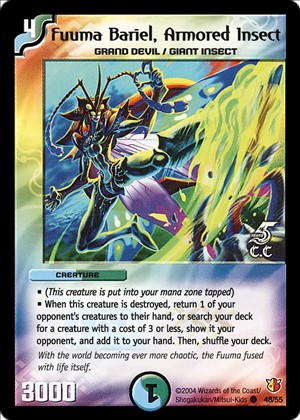 4
Fuuma Bariel, Armored Insect
GRAND DEVIL / GIANT INSECT
5
C.C
CREATURE
▪ (This creature is put into your mana zone tapped)
▪ When this creature is destroyed, return 1 of your
opponent's creatures to their hand, or search your deck
for a creature with a cost of 3 or less, show it your
opponent, and add it to your hand. Then, shuffle your deck.
With the world becoming ever more chaotic, the Fuuma fused
with life itself.
3000
1
©2004 Wizards of the Coast/
Shogakukan/Mitsui-Kids
48/55